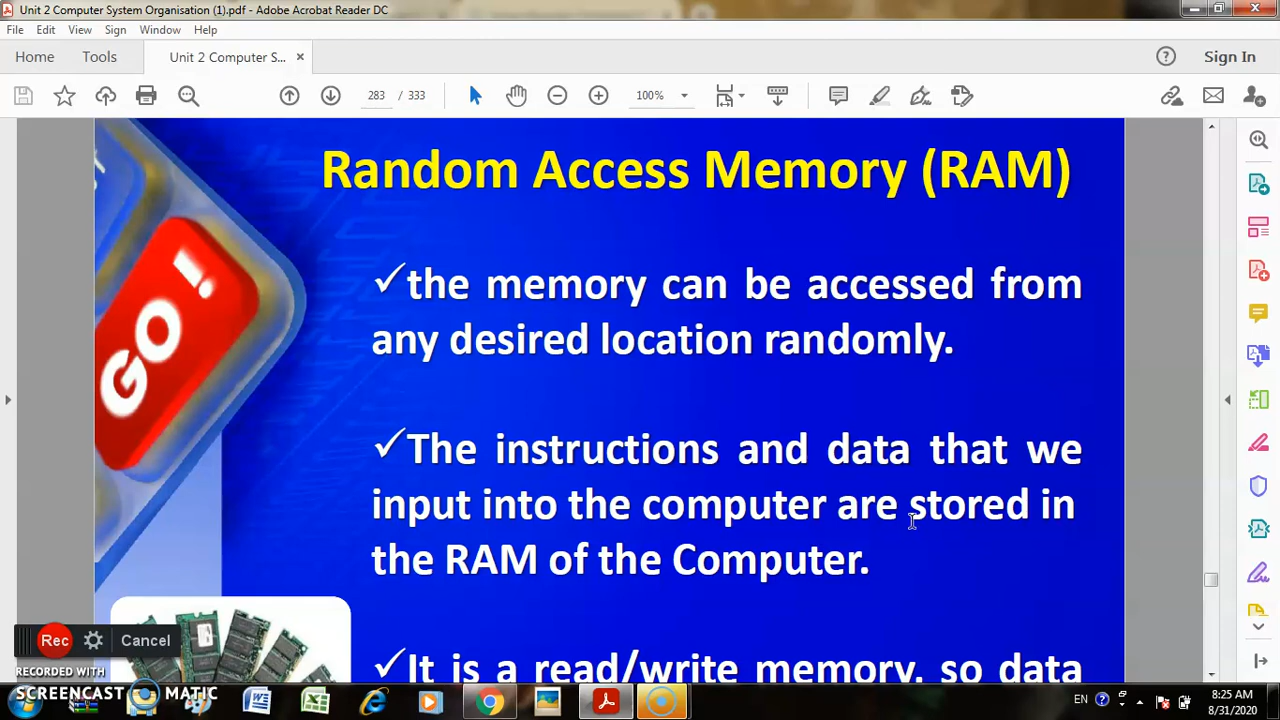 Unit 2 Computer System Organisation (1).pdf - Adobe Acrobat Reader DC
File Edit View Sign Window Help
Home Tools Unit 2 Computer S... × Sign In
283 / 333 100%
Random Access Memory (RAM)
✓the memory can be accessed from
any desired location randomly.
✓The instructions and data that we
input into the computer are stored in
the RAM of the Computer.
✓It is a read/write memory, so data
GO!
Rec Cancel
RECORDED WITH
SCREENCAST MATIC
EN 8:25 AM
8/31/2020